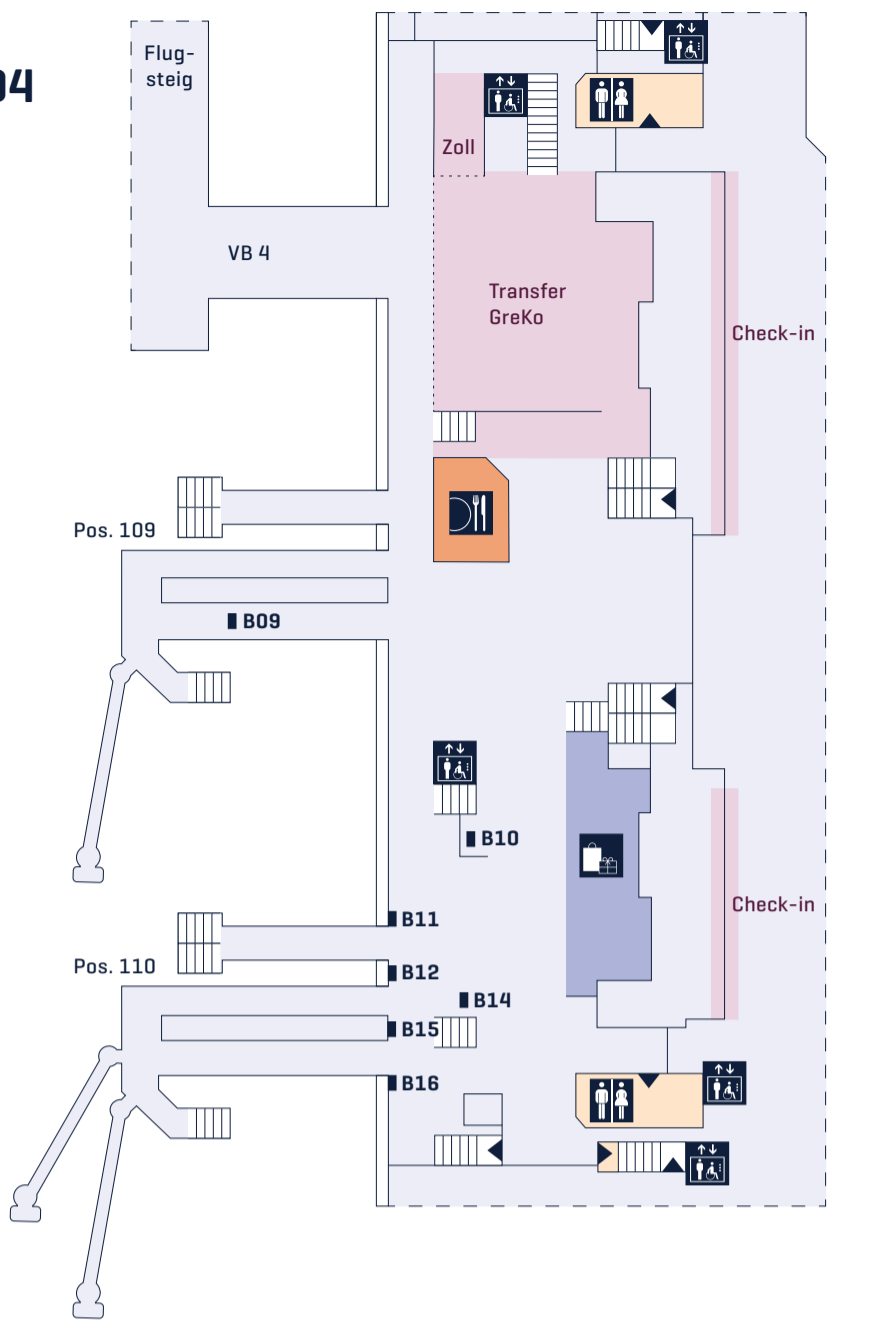 04
Flug-
steig
Zoll
VB 4
Transfer
GreKo
Check-in
Pos. 109
B09
B10
Check-in
B11
Pos. 110
B12
B14
B15
B16